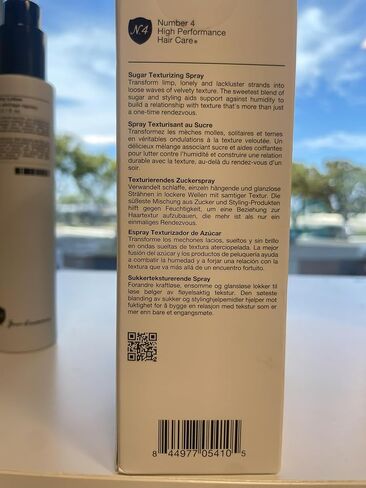 N.4
Number 4
High Performance
Hair Care®
Sugar Texturizing Spray
Transform limp, lonely and lackluster strands into
loose waves of velvety texture. The sweetest blend of
sugar and styling aids support against humidity to
build a relationship with texture that's more than just
a one-time rendezvous.
Spray Texturisant au Sucre
Transformez les mèches molles, solitaires et ternes
en véritables ondulations à la texture veloutée. Un
délicieux mélange associant sucre et aides coiffantes
pour lutter contre l'humidité et construire une relation
durable avec la texture, au-delà du rendez-vous d'un
soir.
Texturierendes Zuckerspray
Verwandelt schlaffe, einzeln hängende und glanzlose
Strähnen in lockere Wellen mit samtiger Textur. Die
süßeste Mischung aus Zucker und Styling-Produkten
hilft gegen Feuchtigkeit, um eine Beziehung zur
Haartextur aufzubauen, die mehr ist als nur ein
einmaliges Rendezvous.
Espray Texturizador de Azúcar
Transforme los mechones lacios, sueltos y sin brillo
en ondas sueltas de textura aterciopelada. La mejor
fusión del azúcar y los productos de peluquería ayuda
a combatir la humedad y a forjar una relación con la
textura que va más allá de un encuentro fortuito.
Sukkerteksturerende Spray
Forandre kraftløse, ensomme og glansløse lokker til
løse bølger av fløyelsaktig tekstur. Den søteste
blanding av sukker og stylinghjelpemidler hjelper mot
fuktighet for å bygge en relasjon med tekstur som er
mer enn bare et engangsmøte.
8 44977 05410 5